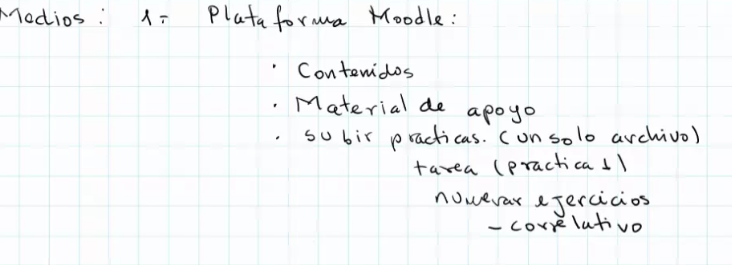 Medios: 1= Plataforma Moodle:
· Contenidos
· Material de apoyo
· subir practicas. (un solo archivo)
tarea (practica 1)
numerar ejercicios
- correlativo